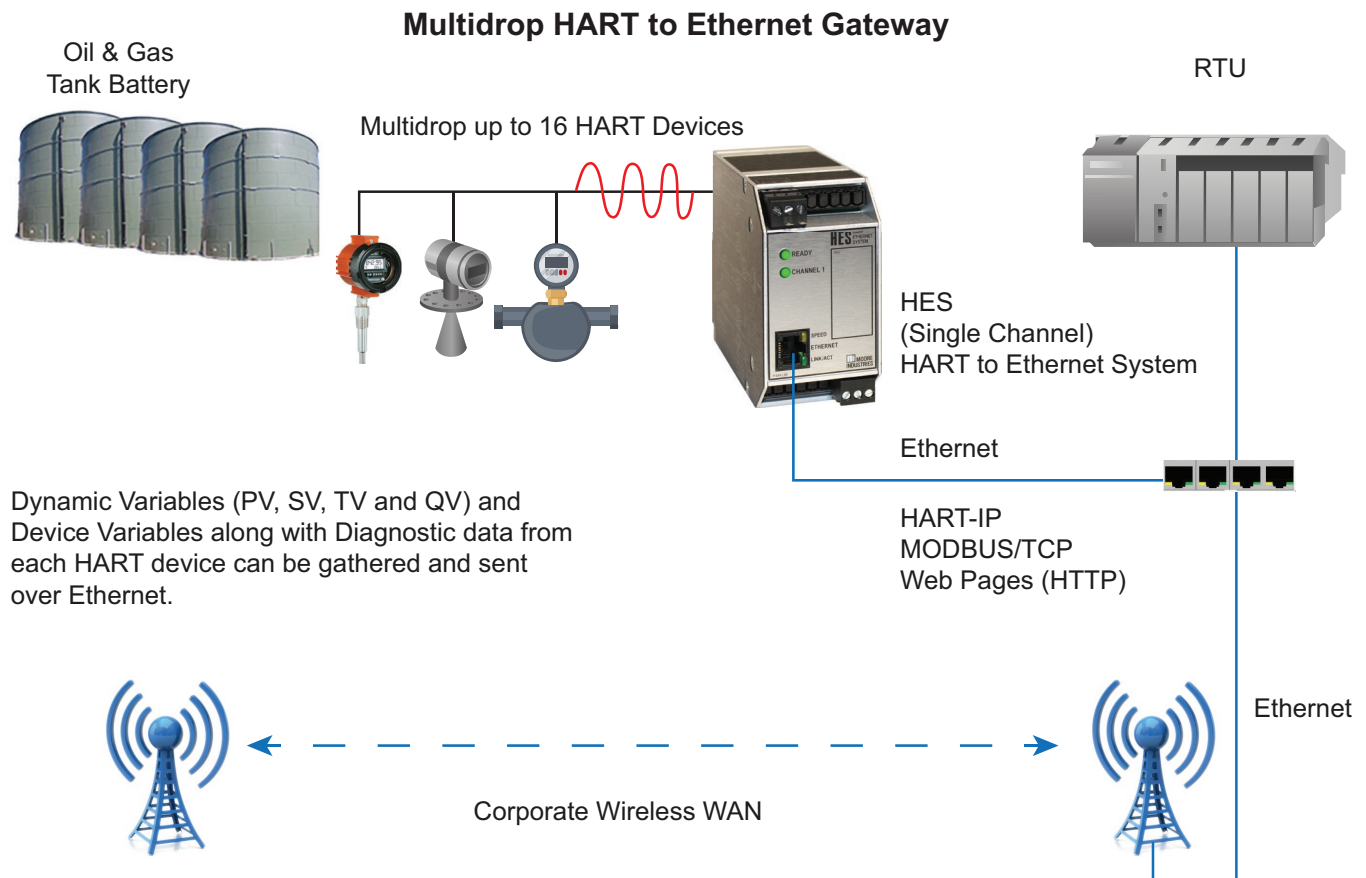 Multidrop HART to Ethernet Gateway
Oil & Gas
Tank Battery
RTU
Multidrop up to 16 HART Devices
HES
ETHERNET
SYSTEM
READY
CHANNEL 1
SPEED
ETHERNET
LINK/ACT
MOORE
INDUSTRIES
HES
(Single Channel)
HART to Ethernet System
Ethernet
HART-IP
MODBUS/TCP
Web Pages (HTTP)
Dynamic Variables (PV, SV, TV and QV) and
Device Variables along with Diagnostic data from
each HART device can be gathered and sent
over Ethernet.
Ethernet
Corporate Wireless WAN